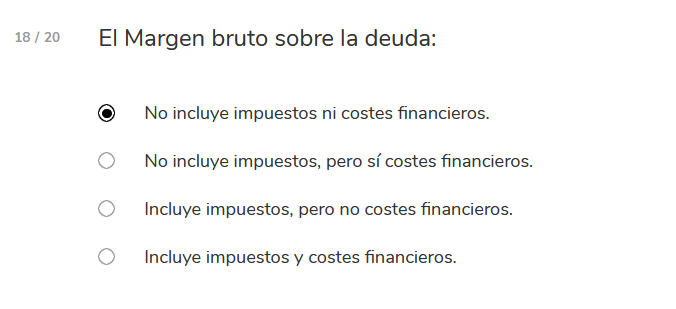 18 / 20
El Margen bruto sobre la deuda:
No incluye impuestos ni costes financieros.
No incluye impuestos, pero sí costes financieros.
Incluye impuestos, pero no costes financieros.
Incluye impuestos y costes financieros.